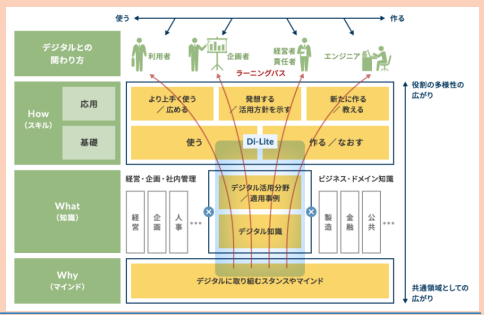 使う
作る
デジタルとの
関わり方
利用者
企画者
経営者
責任者
エンジニア
ラーニングパス
役割の多様性の
広がり
How
（スキル）
応用
基礎
より上手く使う
／広める
発想する
／活用方針を示す
新たに作る
／教える
使う
Di-Lite
作る／なおす
What
（知識）
経営・企画・社内管理
ビジネス・ドメイン知識
経営
企画
人事
•••
デジタル活用分野
／適用事例
デジタル知識
製造
金融
公共
•••
Why
（マインド）
デジタルに取り組むスタンスやマインド
共通領域としての
広がり